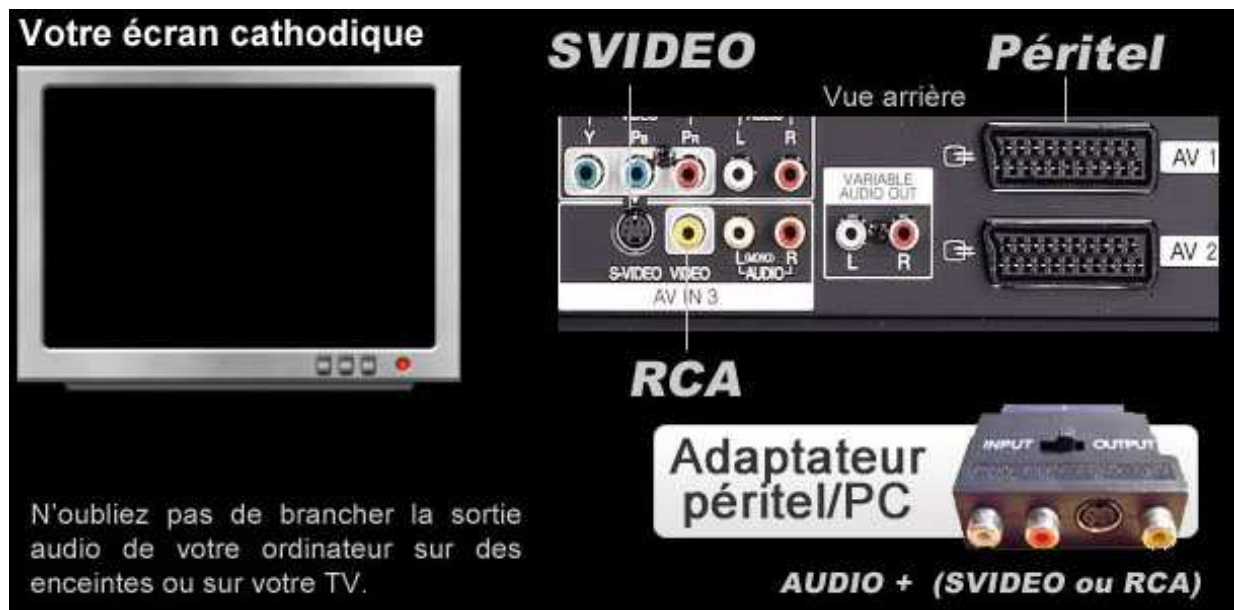 Votre écran cathodique
SVIDEO
Péritel
Vue arrière
Y PB PR L R
AV 1
VARIABLE
AUDIO OUT
L R
AV 2
S-VIDEO VIDEO L (MONO) R
AUDIO
AV IN 3
RCA
Adaptateur
péritel/PC
INPUT OUTPUT
N'oubliez pas de brancher la sortie
audio de votre ordinateur sur des
enceintes ou sur votre TV.
AUDIO + (SVIDEO ou RCA)